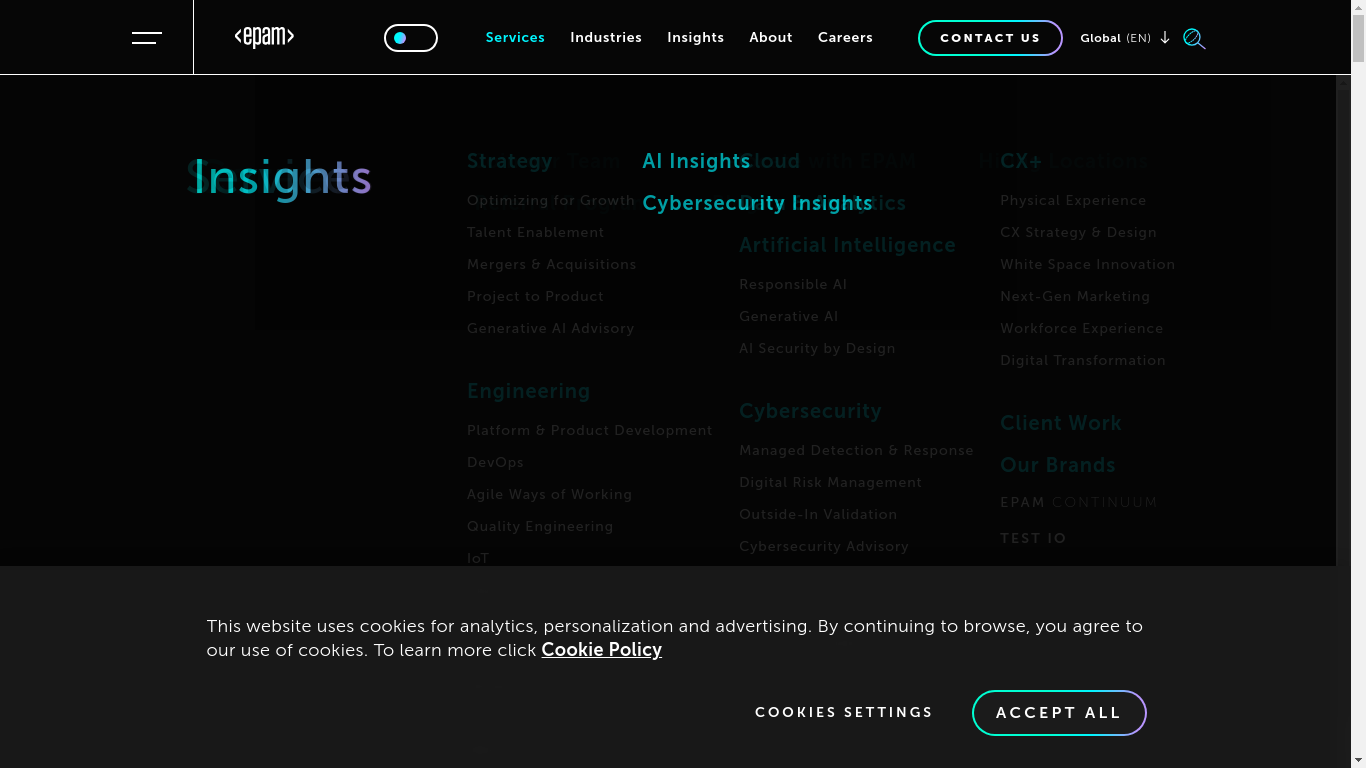 <epam>
Services
Industries
Insights
About
Careers
CONTACT US
Global (EN)
Insights
Services
AI Insights
Cybersecurity Insights
Strategy
Optimizing for Growth
Talent Enablement
Mergers & Acquisitions
Project to Product
Generative AI Advisory
Engineering
Platform & Product Development
DevOps
Agile Ways of Working
Quality Engineering
IoT
Cloud
Artificial Intelligence
Responsible AI
Generative AI
AI Security by Design
Cybersecurity
Managed Detection & Response
Digital Risk Management
Outside-In Validation
Cybersecurity Advisory
CX+
Physical Experience
CX Strategy & Design
White Space Innovation
Next-Gen Marketing
Workforce Experience
Digital Transformation
Client Work
Our Brands
EPAM CONTINUUM
TEST IO
This website uses cookies for analytics, personalization and advertising. By continuing to browse, you agree to
our use of cookies. To learn more click Cookie Policy
COOKIES SETTINGS
ACCEPT ALL